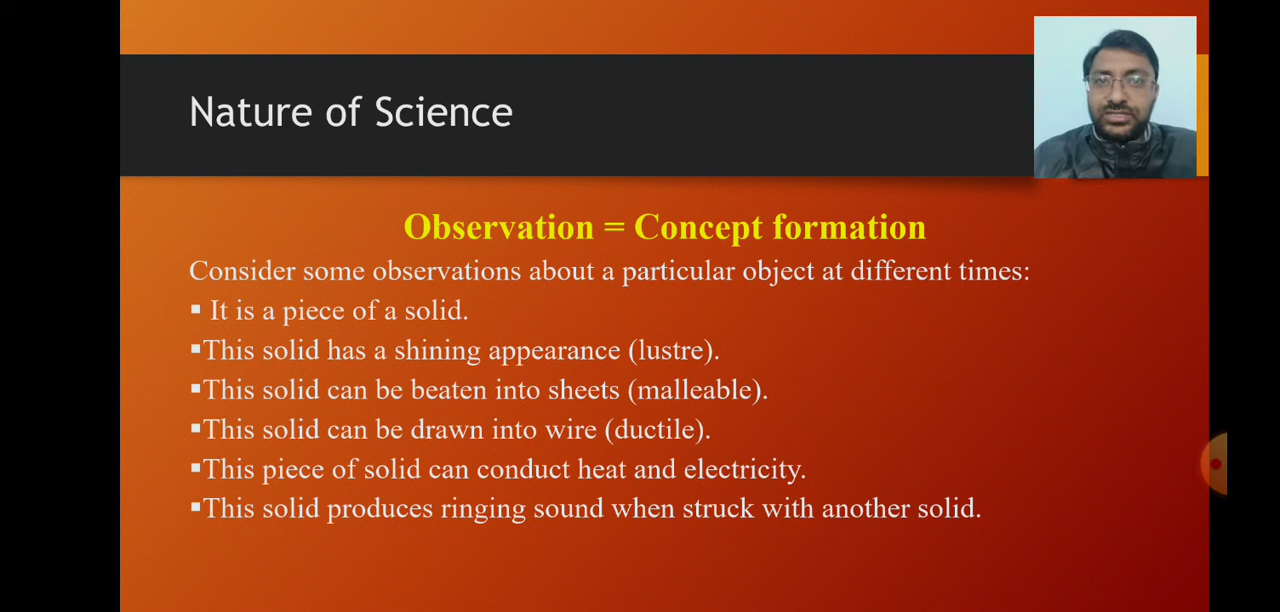 Nature of Science
Observation = Concept formation
Consider some observations about a particular object at different times:
▪ It is a piece of a solid.
▪This solid has a shining appearance (lustre).
▪This solid can be beaten into sheets (malleable).
▪This solid can be drawn into wire (ductile).
▪This piece of solid can conduct heat and electricity.
▪This solid produces ringing sound when struck with another solid.